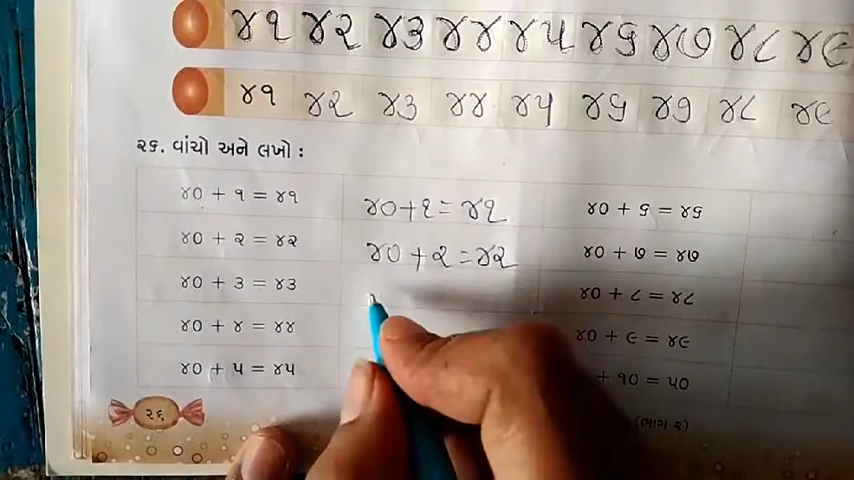 ૪૧ ૪૨ ૪૩ ૪૪ ૪૫ ૪૬ ૪૭ ૪૮ ૪૯
૪૧ ૪૨ ૪૩ ૪૪ ૪૫ ૪૬ ૪૭ ૪૮ ૪૯
૨૬. વાંચો અને લખો :
૪૦ + ૧ = ૪૧ ૪૦+૧=૪૧ ૪૦ + ૬ = ૪૬
૪૦ + ૨ = ૪૨ ૪૦+૨=૪૨ ૪૦ + ૭ = ૪૭
૪૦ + ૩ = ૪૩ ૪૦ + ૮ = ૪૮
૪૦ + ૪ = ૪૪ ૪૦ + ૯ = ૪૯
૪૦ + ૫ = ૪૫ + ૧૦ = ૫૦
૨૬ (ભાગ ૨)